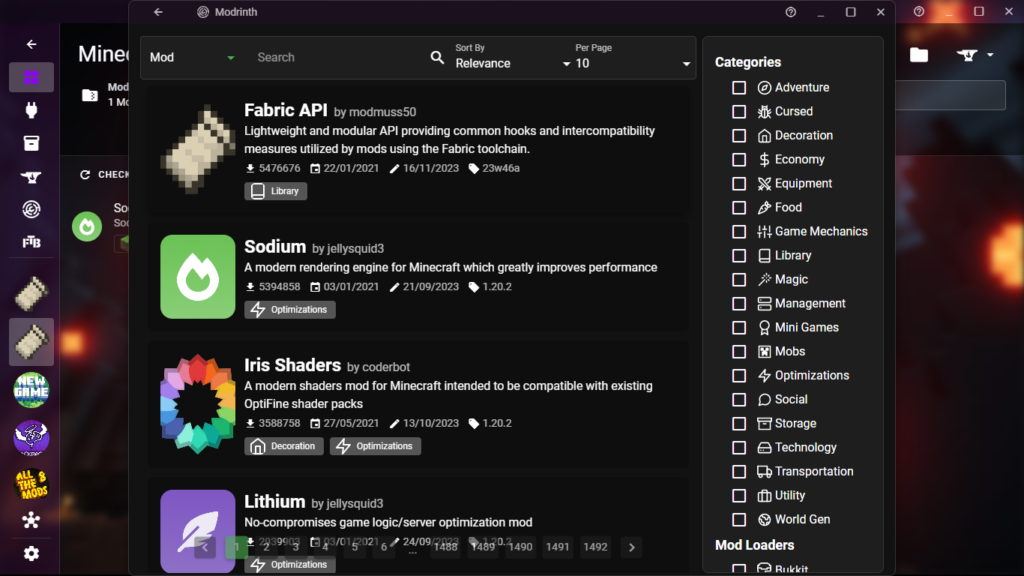 Modrinth
Mine
Mod
1 Mo
CHECK
So
Soc
FTB
NEW GAME
ALL THE MODS 8
Mod
Search
Sort By
Relevance
Per Page
10
Fabric API by modmuss50
Lightweight and modular API providing common hooks and intercompatibility
measures utilized by mods using the Fabric toolchain.
5476676 22/01/2021 16/11/2023 23w46a
Library
Sodium by jellysquid3
A modern rendering engine for Minecraft which greatly improves performance
5394858 03/01/2021 21/09/2023 1.20.2
Optimizations
Iris Shaders by coderbot
A modern shaders mod for Minecraft intended to be compatible with existing
OptiFine shader packs
3588758 27/05/2021 13/10/2023 1.20.2
Decoration Optimizations
Lithium by jellysquid3
No-compromises game logic/server optimization mod
03/01/2021 24/09/2023 1.20.2
1 2 3 4 5 6 ... 1488 1489 1490 1491 1492
Optimizations
Categories
Adventure
Cursed
Decoration
Economy
Equipment
Food
Game Mechanics
Library
Magic
Management
Mini Games
Mobs
Optimizations
Social
Storage
Technology
Transportation
Utility
World Gen
Mod Loaders
Bukkit